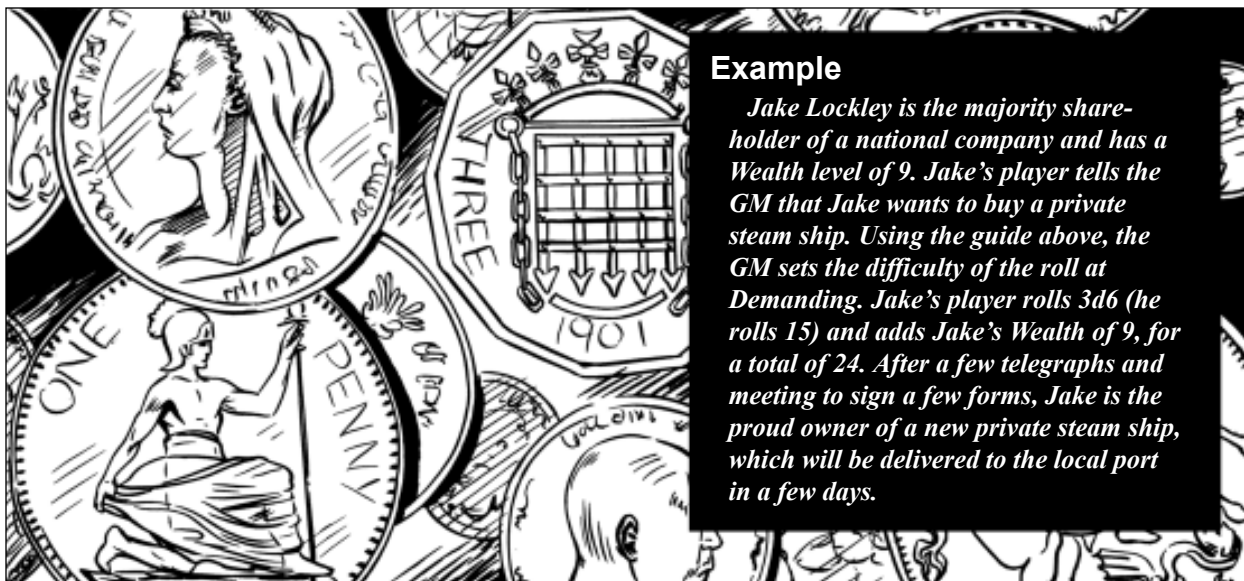 ONE
PENNY
THREE
1901
Example
Jake Lockley is the majority share-
holder of a national company and has a
Wealth level of 9. Jake’s player tells the
GM that Jake wants to buy a private
steam ship. Using the guide above, the
GM sets the difficulty of the roll at
Demanding. Jake’s player rolls 3d6 (he
rolls 15) and adds Jake’s Wealth of 9, for
a total of 24. After a few telegraphs and
meeting to sign a few forms, Jake is the
proud owner of a new private steam ship,
which will be delivered to the local port
in a few days.